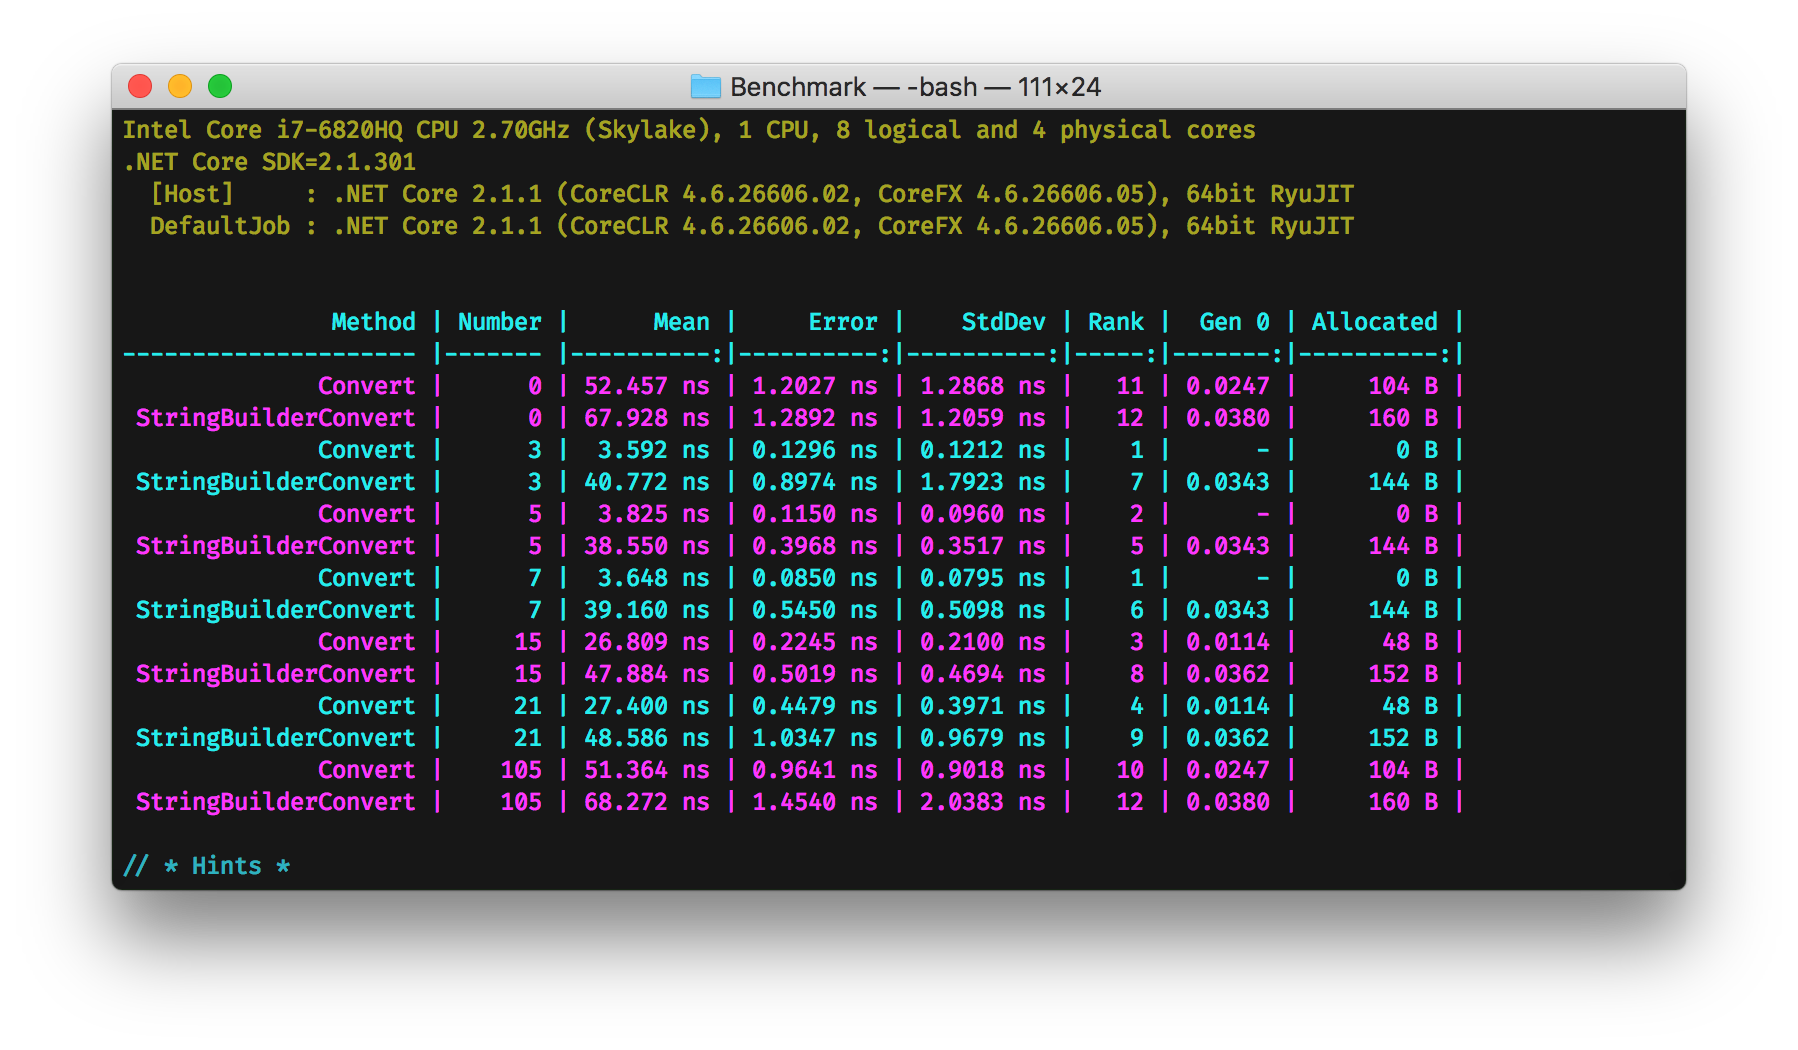 Benchmark — -bash — 111×24
Intel Core i7-6820HQ CPU 2.70GHz (Skylake), 1 CPU, 8 logical and 4 physical cores
.NET Core SDK=2.1.301
  [Host]     : .NET Core 2.1.1 (CoreCLR 4.6.26606.02, CoreFX 4.6.26606.05), 64bit RyuJIT
  DefaultJob : .NET Core 2.1.1 (CoreCLR 4.6.26606.02, CoreFX 4.6.26606.05), 64bit RyuJIT
               Method | Number |      Mean |     Error |    StdDev | Rank |  Gen 0 | Allocated |
--------------------- |------- |----------:|----------:|----------:|-----:|-------:|----------:|
              Convert |      0 | 52.457 ns | 1.2027 ns | 1.2868 ns |   11 | 0.0247 |     104 B |
 StringBuilderConvert |      0 | 67.928 ns | 1.2892 ns | 1.2059 ns |   12 | 0.0380 |     160 B |
              Convert |      3 |  3.592 ns | 0.1296 ns | 0.1212 ns |    1 |      - |       0 B |
 StringBuilderConvert |      3 | 40.772 ns | 0.8974 ns | 1.7923 ns |    7 | 0.0343 |     144 B |
              Convert |      5 |  3.825 ns | 0.1150 ns | 0.0960 ns |    2 |      - |       0 B |
 StringBuilderConvert |      5 | 38.550 ns | 0.3968 ns | 0.3517 ns |    5 | 0.0343 |     144 B |
              Convert |      7 |  3.648 ns | 0.0850 ns | 0.0795 ns |    1 |      - |       0 B |
 StringBuilderConvert |      7 | 39.160 ns | 0.5450 ns | 0.5098 ns |    6 | 0.0343 |     144 B |
              Convert |     15 | 26.809 ns | 0.2245 ns | 0.2100 ns |    3 | 0.0114 |      48 B |
 StringBuilderConvert |     15 | 47.884 ns | 0.5019 ns | 0.4694 ns |    8 | 0.0362 |     152 B |
              Convert |     21 | 27.400 ns | 0.4479 ns | 0.3971 ns |    4 | 0.0114 |      48 B |
 StringBuilderConvert |     21 | 48.586 ns | 1.0347 ns | 0.9679 ns |    9 | 0.0362 |     152 B |
              Convert |    105 | 51.364 ns | 0.9641 ns | 0.9018 ns |   10 | 0.0247 |     104 B |
 StringBuilderConvert |    105 | 68.272 ns | 1.4540 ns | 2.0383 ns |   12 | 0.0380 |     160 B |
// * Hints *